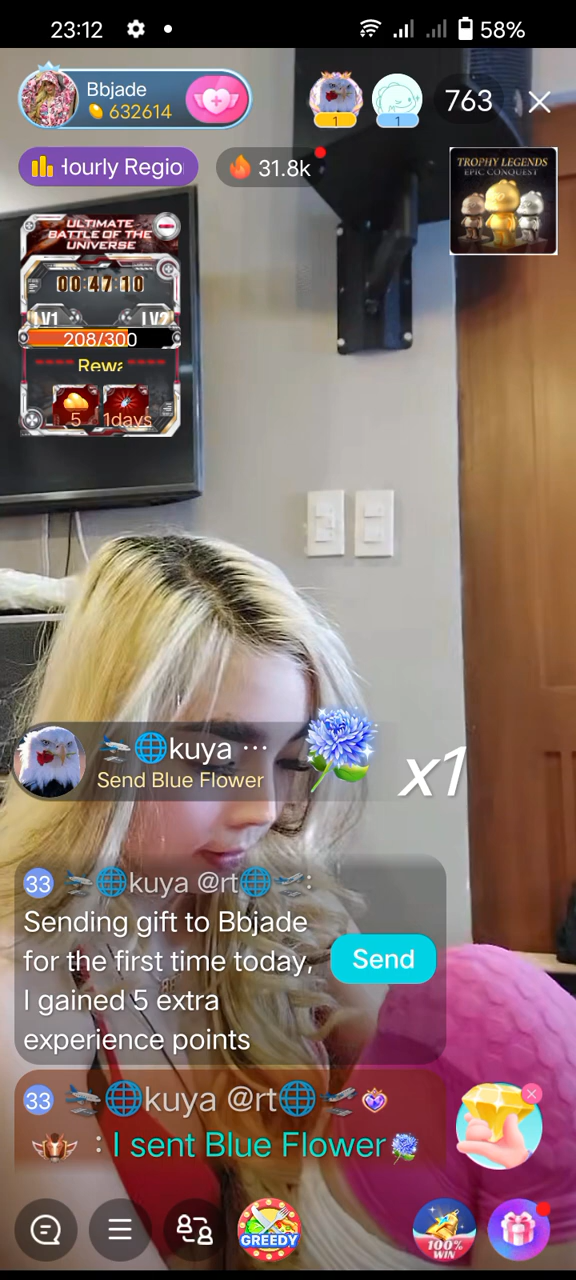 23:12
58%
Bbjade
632614
1
1
763
Hourly Regio
31.8k
TROPHY LEGENDS
EPIC CONQUEST
ULTIMATE
BATTLE OF THE
UNIVERSE
00:47:10
LV1 LV2
208/300
Rewa
5 1days
kuya ...
Send Blue Flower
x1
33 kuya @rt :
Sending gift to Bbjade
for the first time today,
I gained 5 extra
experience points
Send
33 kuya @rt
: I sent Blue Flower
GREEDY
100%
WIN